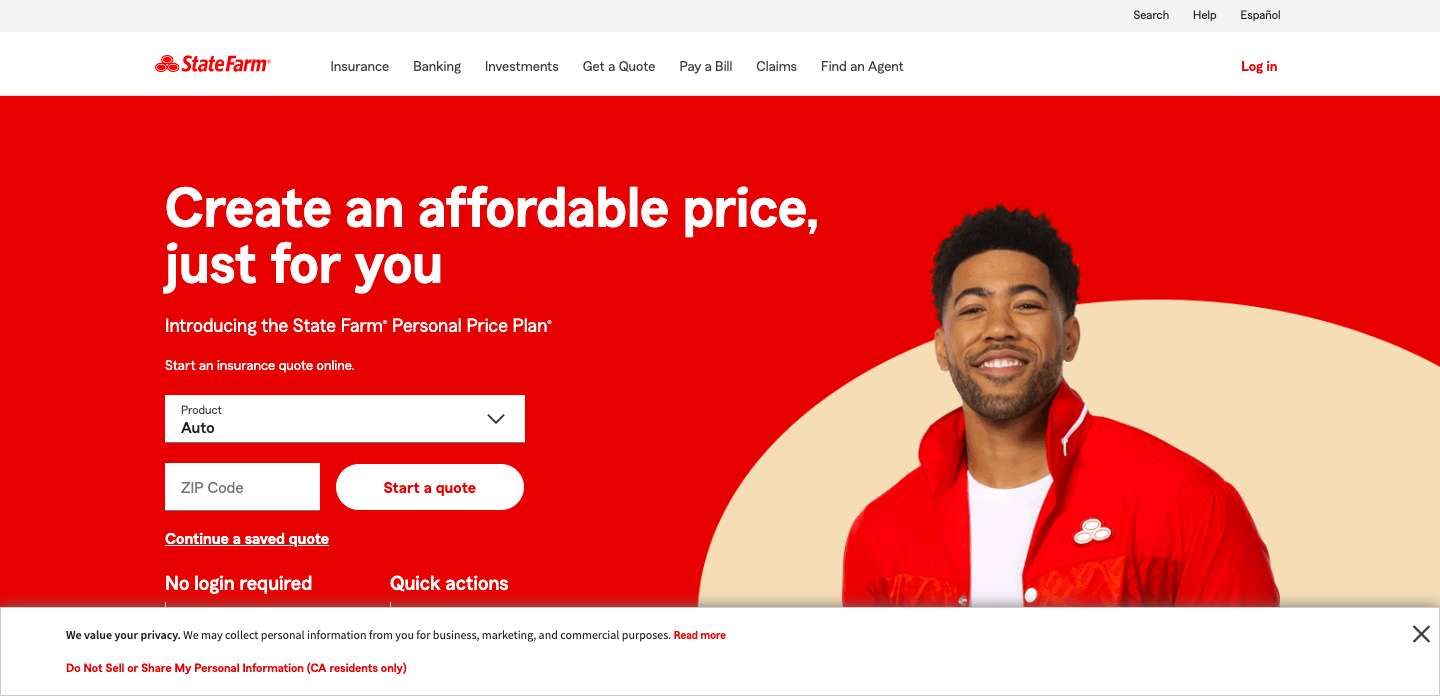 Search Help Español
StateFarm®
Insurance Banking Investments Get a Quote Pay a Bill Claims Find an Agent
Log in
Create an affordable price,
just for you
Introducing the State Farm® Personal Price Plan®
Start an insurance quote online.
Product
Auto
ZIP Code
Start a quote
Continue a saved quote
No login required
Quick actions
We value your privacy. We may collect personal information from you for business, marketing, and commercial purposes. Read more
Do Not Sell or Share My Personal Information (CA residents only)